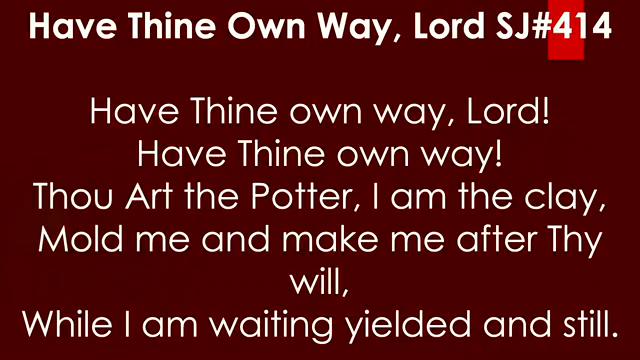 Have Thine Own Way, Lord SJ#414
Have Thine own way, Lord!
Have Thine own way!
Thou Art the Potter, I am the clay,
Mold me and make me after Thy
will,
While I am waiting yielded and still.